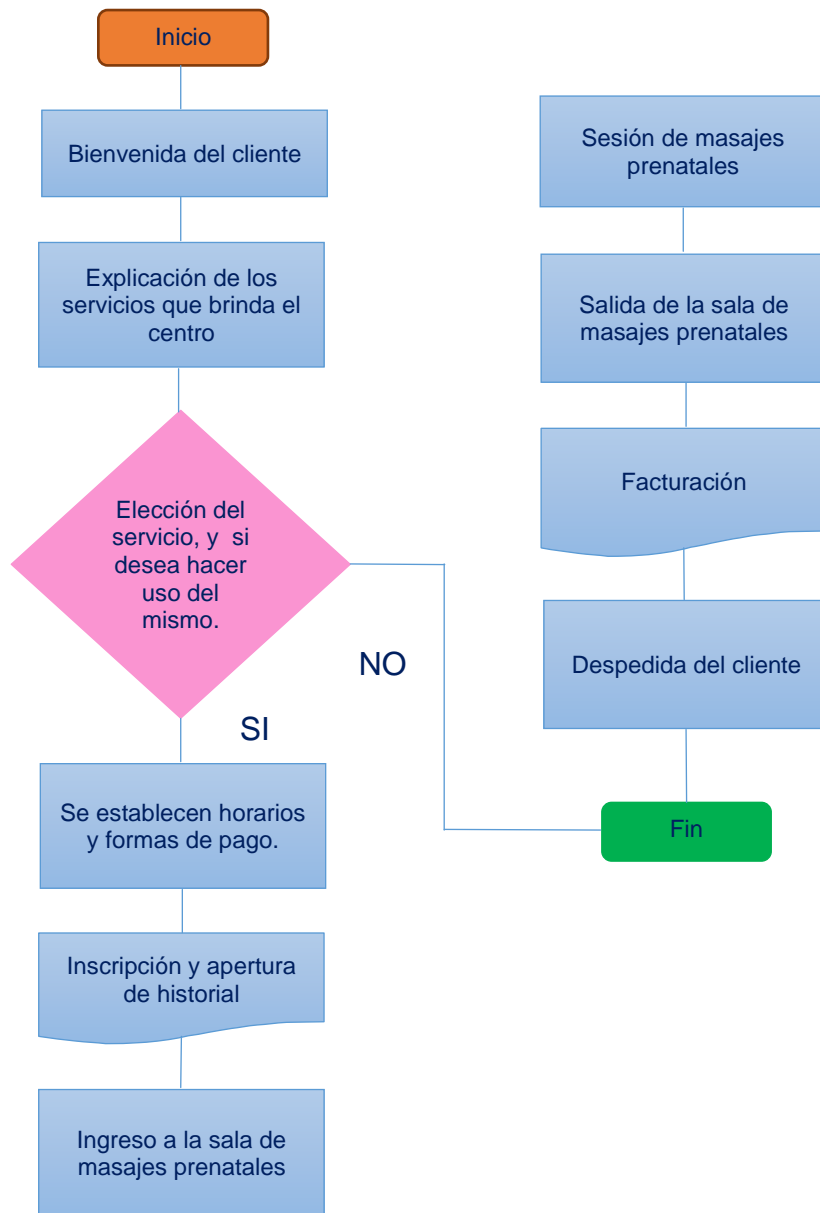 Inicio
Bienvenida del cliente
Explicación de los
servicios que brinda el
centro
Elección del
servicio, y  si
desea hacer
uso del
mismo.
NO
SI
Se establecen horarios
y formas de pago.
Inscripción y apertura
de historial
Ingreso a la sala de
masajes prenatales
Sesión de masajes
prenatales
Salida de la sala de
masajes prenatales
Facturación
Despedida del cliente
Fin